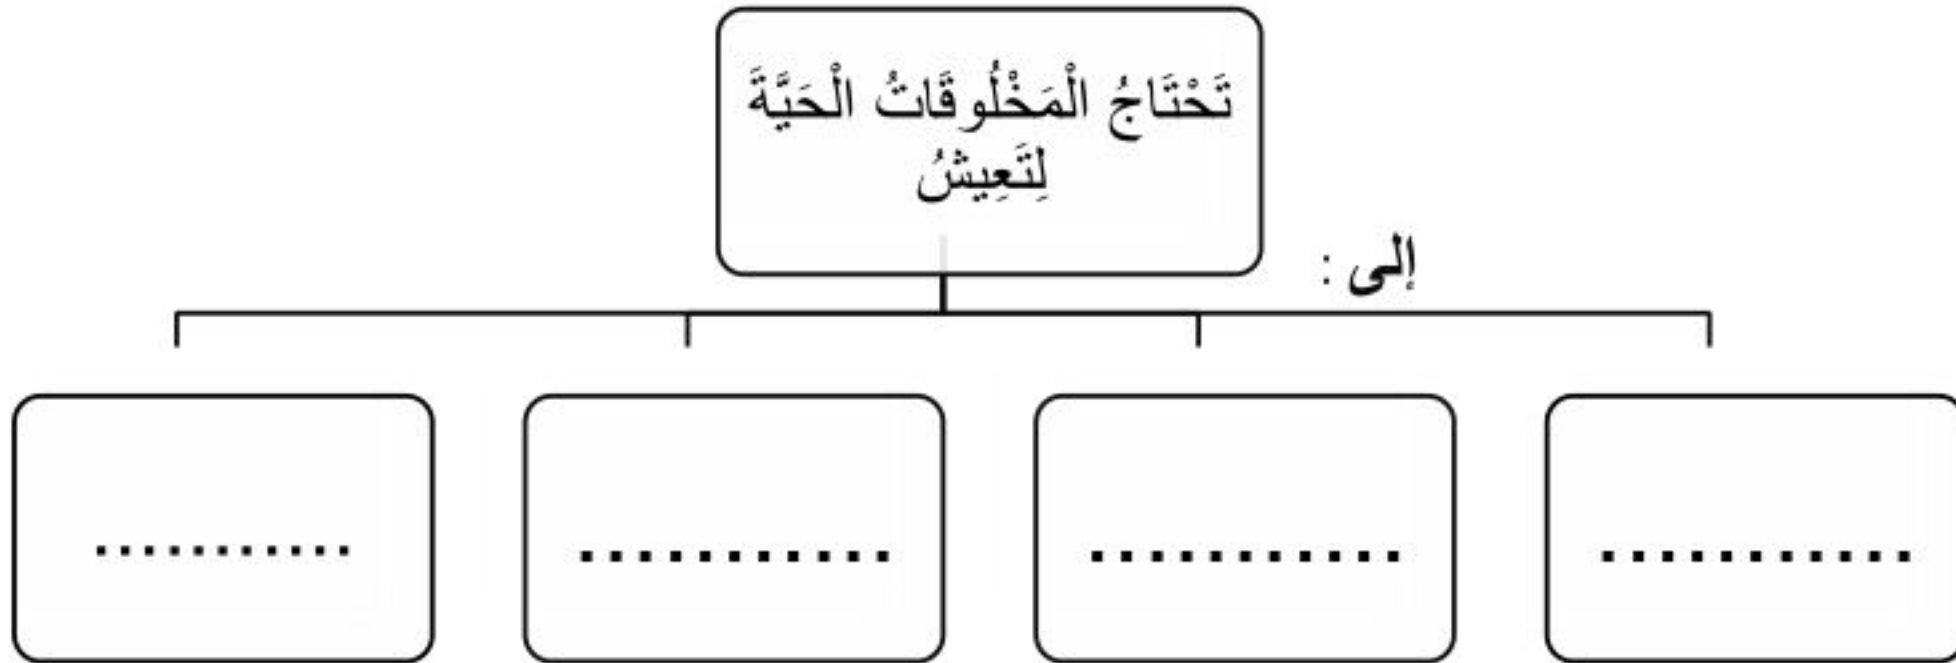 تَحْتَاجُ الْمَخْلُوقَاتُ الْحَيَّةَ
لِتَعِيشُ
إلى :
...........
...........
...........
...........